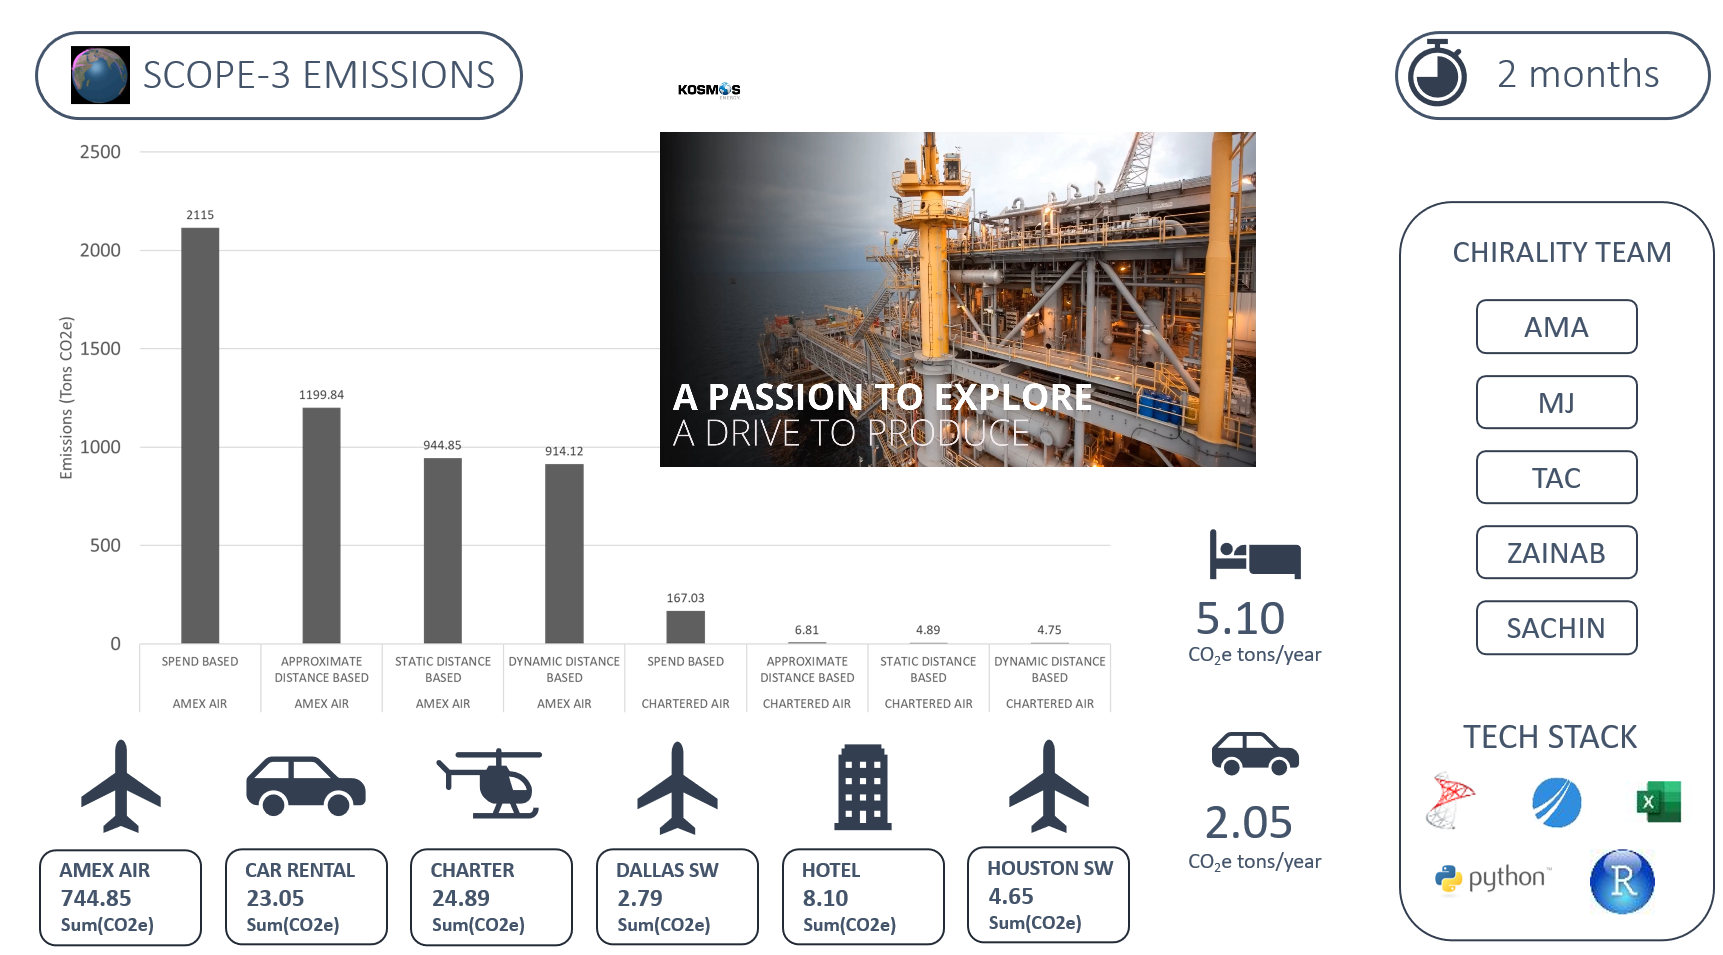 SCOPE-3 EMISSIONS
KOSMOS
ENERGY
2 months
2500
2000
1500
1000
500
0
Emissions (Tons CO2e)
2115
1199.84
944.85
914.12
167.03
6.81
4.89
4.75
SPEND BASED
AMEX AIR
APPROXIMATE
DISTANCE BASED
AMEX AIR
STATIC DISTANCE
BASED
AMEX AIR
DYNAMIC DISTANCE
BASED
AMEX AIR
SPEND BASED
CHARTERED AIR
APPROXIMATE
DISTANCE BASED
CHARTERED AIR
STATIC DISTANCE
BASED
CHARTERED AIR
DYNAMIC DISTANCE
BASED
CHARTERED AIR
A PASSION TO EXPLORE
A DRIVE TO PRODUCE
5.10
CO₂e tons/year
2.05
CO₂e tons/year
AMEX AIR
744.85
Sum(CO2e)
CAR RENTAL
23.05
Sum(CO2e)
CHARTER
24.89
Sum(CO2e)
DALLAS SW
2.79
Sum(CO2e)
HOTEL
8.10
Sum(CO2e)
HOUSTON SW
4.65
Sum(CO2e)
CHIRALITY TEAM
AMA
MJ
TAC
ZAINAB
SACHIN
TECH STACK
X
python™
R